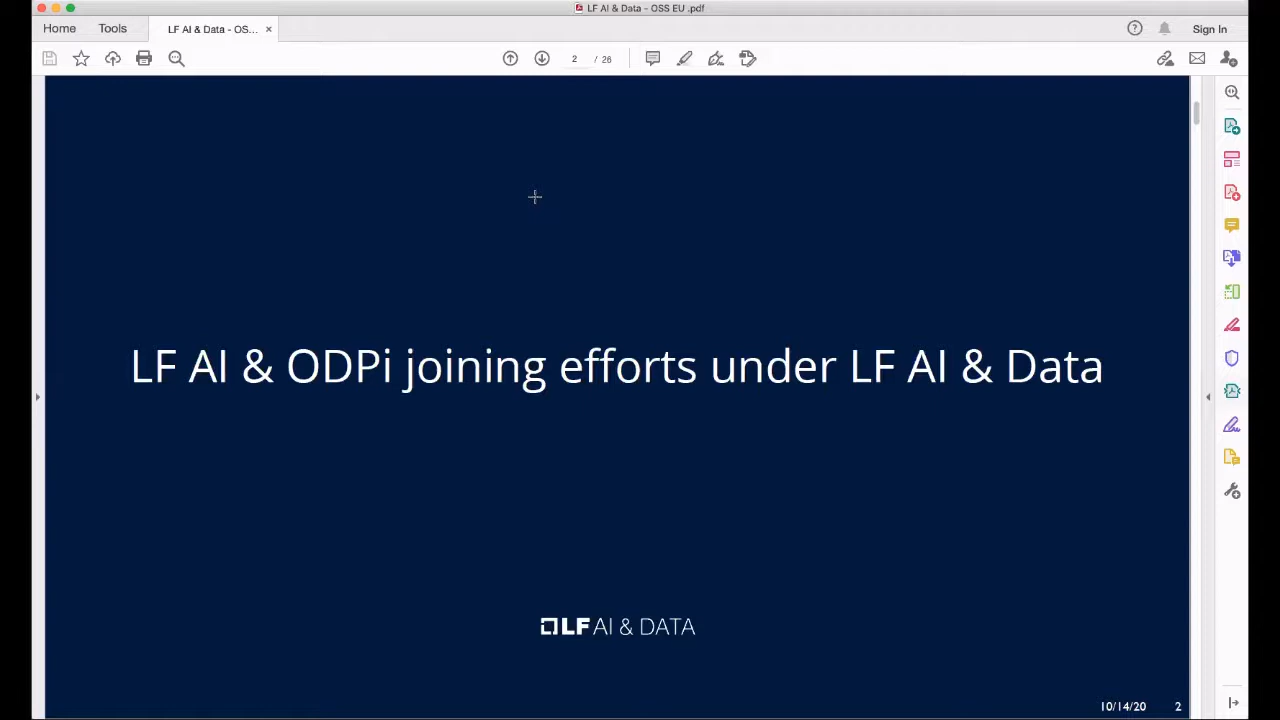 LF AI & Data - OSS EU .pdf
Home
Tools
LF AI & Data - OS...
Sign In
2 / 26
LF AI & ODPi joining efforts under LF AI & Data
LF AI & DATA
10/14/20 2